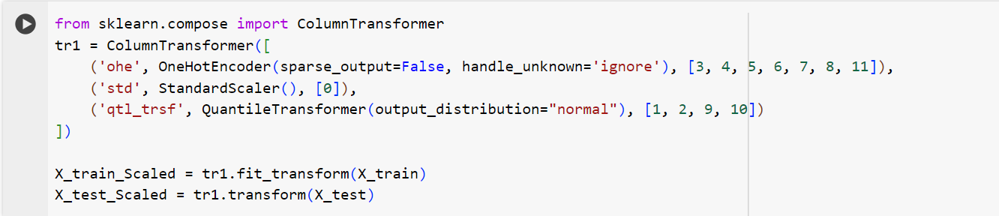 from sklearn.compose import ColumnTransformer
tr1 = ColumnTransformer([
    ('ohe', OneHotEncoder(sparse_output=False, handle_unknown='ignore'), [3, 4, 5, 6, 7, 8, 11]),
    ('std', StandardScaler(), [0]),
    ('qtl_trsf', QuantileTransformer(output_distribution="normal"), [1, 2, 9, 10])
])
X_train_Scaled = tr1.fit_transform(X_train)
X_test_Scaled = tr1.transform(X_test)